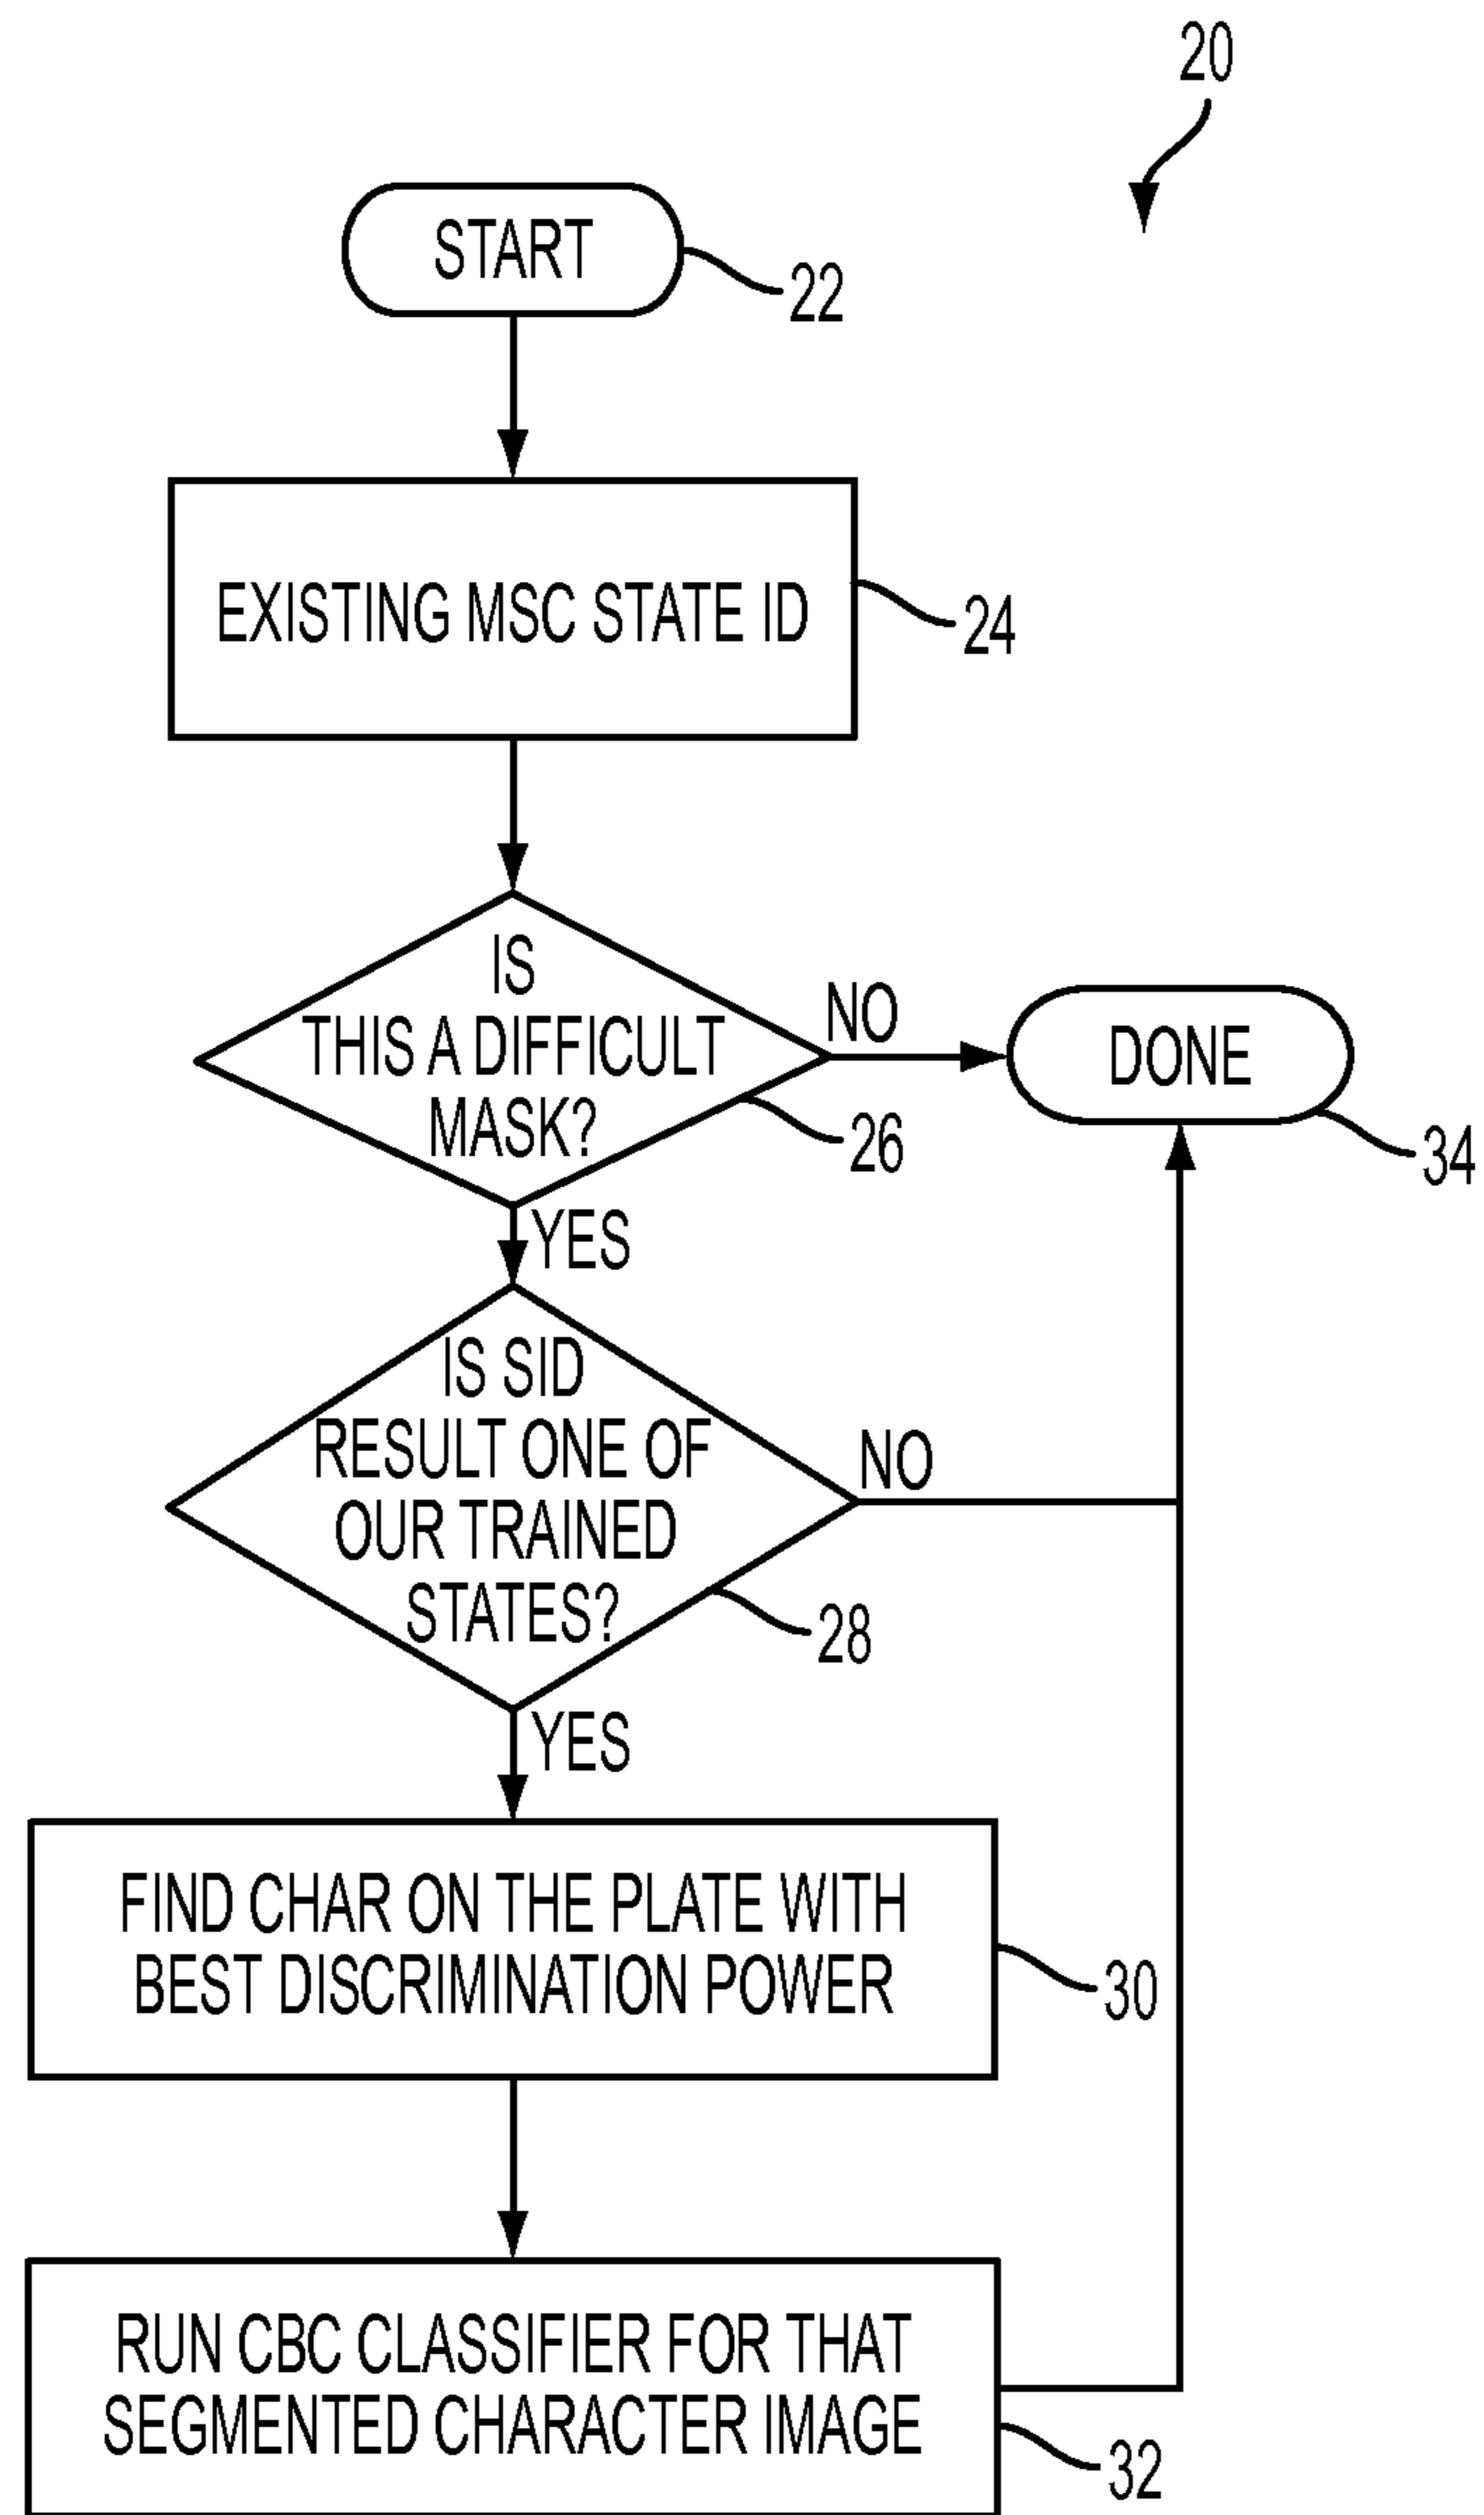 20
START
22
EXISTING MSC STATE ID
24
IS
THIS A DIFFICULT
MASK?
NO
DONE
26
34
YES
IS SID
RESULT ONE OF
OUR TRAINED
STATES?
NO
28
YES
FIND CHAR ON THE PLATE WITH
BEST DISCRIMINATION POWER
30
RUN CBC CLASSIFIER FOR THAT
SEGMENTED CHARACTER IMAGE
32